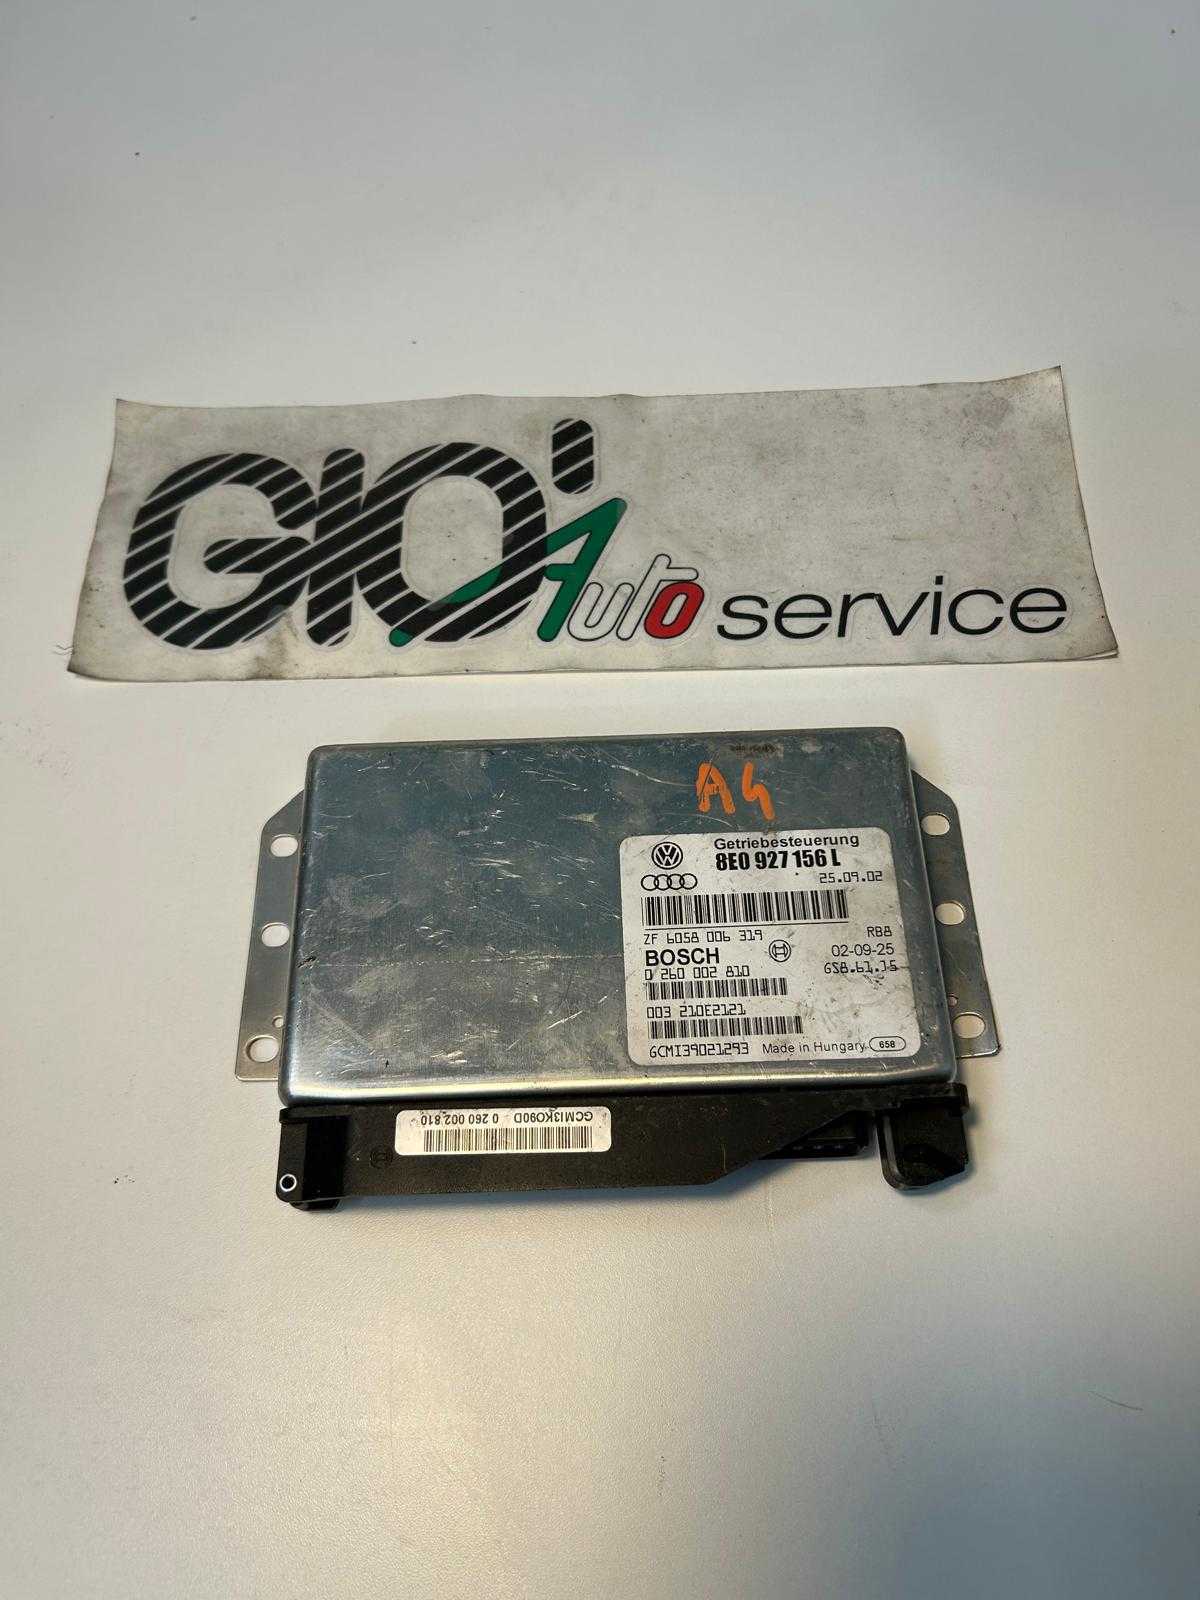 GIO'Auto service
A4
Getriebesteuerung
8E0 927 156 L
25.09.02
ZF 6058 006 319 RB8
BOSCH 02-09-25
0 260 002 810 GS8.61.15
003 210E2121
GCMI39021293 Made in Hungary 658
GCMI3KO90D 0 260 002 810